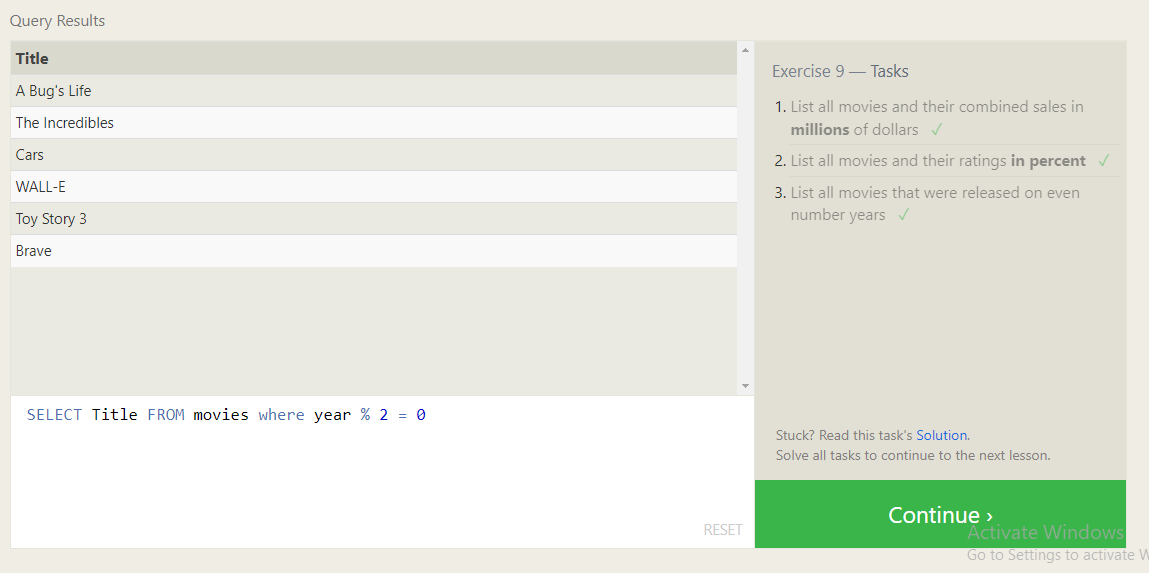 Query Results
Title
A Bug's Life
The Incredibles
Cars
WALL-E
Toy Story 3
Brave
SELECT Title FROM movies where year % 2 = 0
RESET
Exercise 9 — Tasks
1. List all movies and their combined sales in
millions of dollars ✓
2. List all movies and their ratings in percent ✓
3. List all movies that were released on even
number years ✓
Stuck? Read this task's Solution.
Solve all tasks to continue to the next lesson.
Continue ›
Activate Windows
Go to Settings to activate W